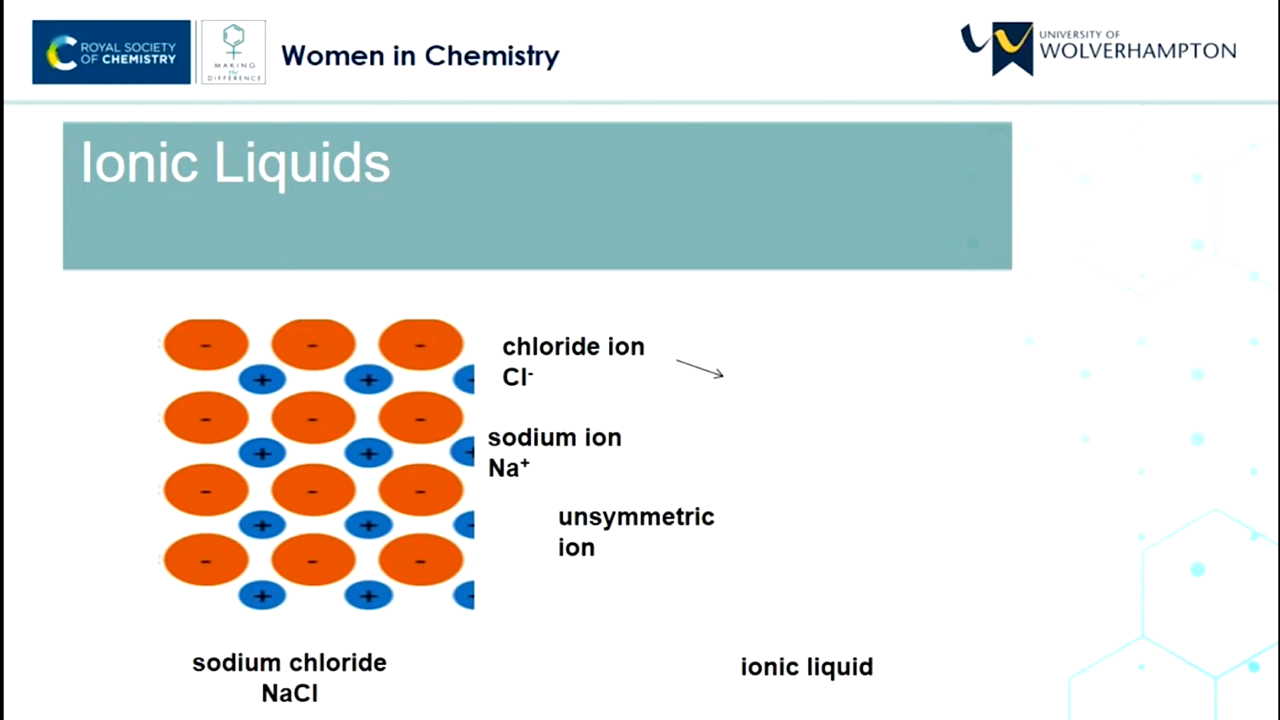 ROYAL SOCIETY
OF CHEMISTRY
MAKING
the
DIFFERENCE
Women in Chemistry
UNIVERSITY OF
WOLVERHAMPTON
Ionic Liquids
- - -
+ + +
- - -
+ + +
- - -
+ + +
- - -
+ + +
chloride ion
Cl⁻
sodium ion
Na⁺
unsymmetric
ion
sodium chloride
NaCl
ionic liquid